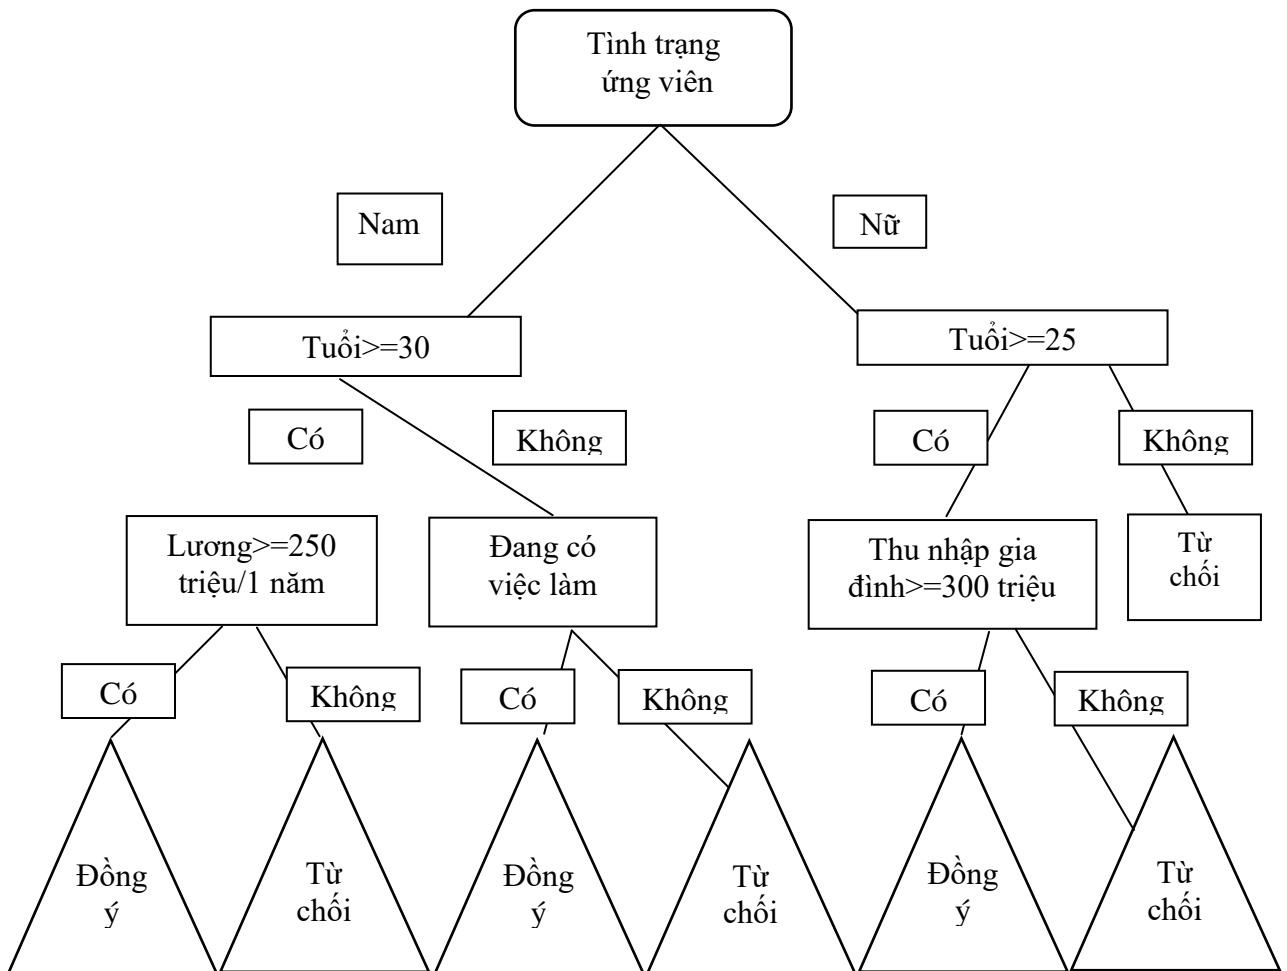 Tình trạng
ứng viên
Nam
Nữ
Tuổi>=30
Tuổi>=25
Có
Không
Có
Không
Lương>=250
triệu/1 năm
Đang có
việc làm
Thu nhập gia
đình>=300 triệu
Từ
chối
Có
Không
Có
Không
Có
Không
Đồng
ý
Từ
chối
Đồng
ý
Từ
chối
Đồng
ý
Từ
chối